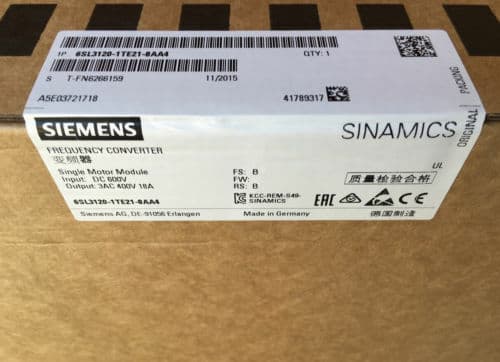 1P 6SL3120-1TE21-8AA4 QTY: 1
S T-FN6266159 11/2015
A5E03721718 41789317
ORIGINAL PACKING
SIEMENS SINAMICS
FREQUENCY CONVERTER
变频器 UL
Single Motor Module FS: B
Input: DC 600V FW:
Output: 3AC 400V 18A RS: B
质量检验合格
6SL3120-1TE21-8AA4 KCC-REM-S49-
SINAMICS EAC CE
Siemens AG, DE-91056 Erlangen Made in Germany 德国制造